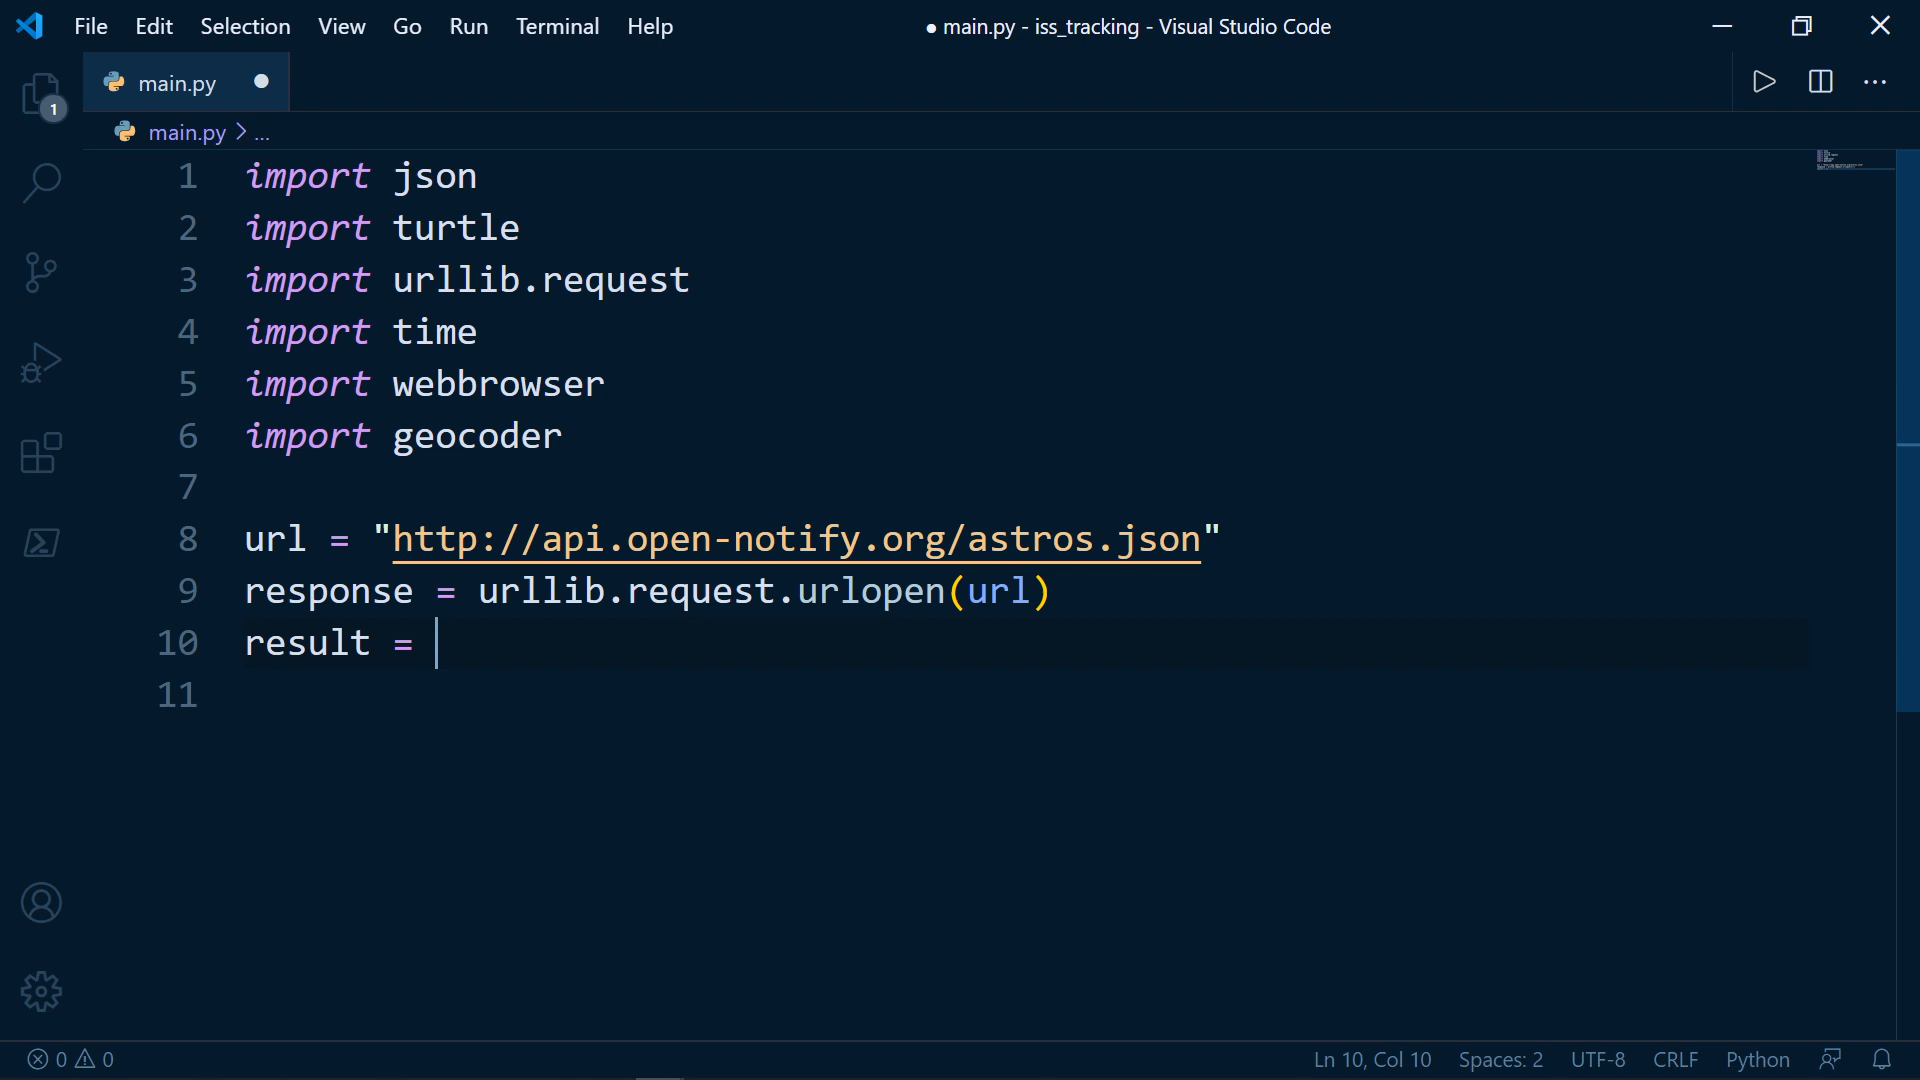 File Edit Selection View Go Run Terminal Help ● main.py - iss_tracking - Visual Studio Code
main.py ●
1
main.py > ...
1 import json
2 import turtle
3 import urllib.request
4 import time
5 import webbrowser
6 import geocoder
7
8 url = "http://api.open-notify.org/astros.json"
9 response = urllib.request.urlopen(url)
10 result =
11
0 0 Ln 10, Col 10 Spaces: 2 UTF-8 CRLF Python